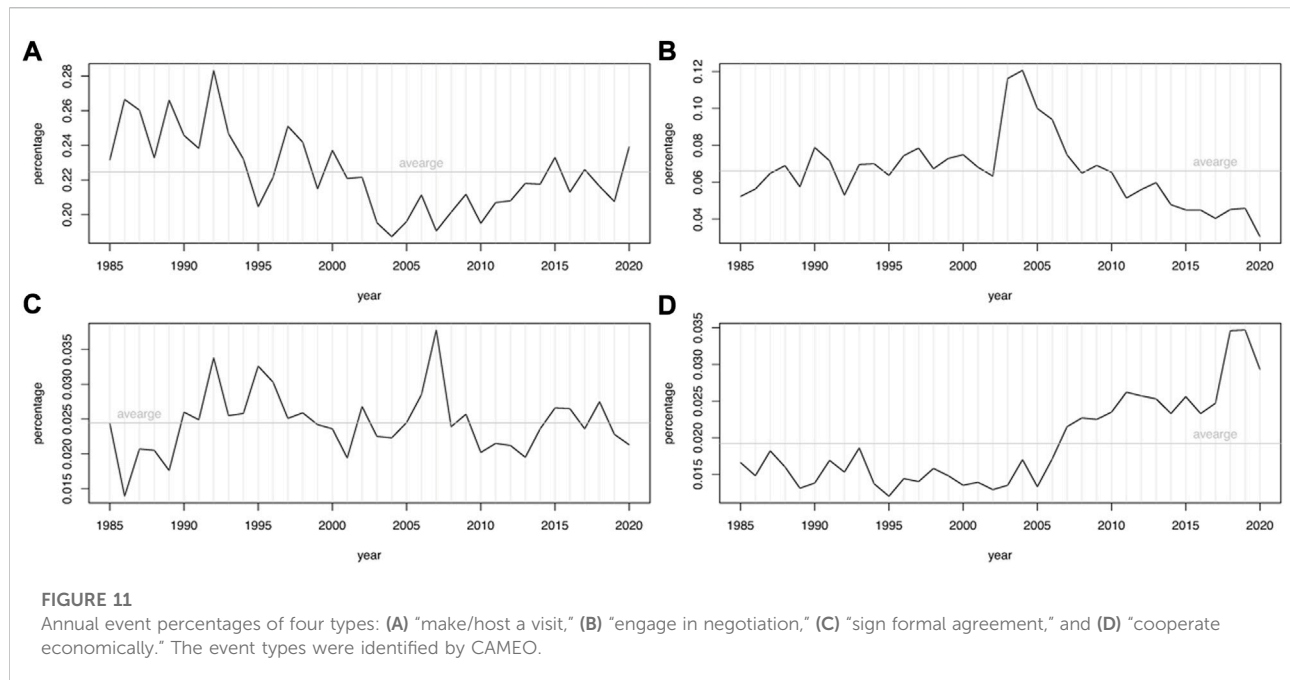 A
percentage
0.20 0.22 0.24 0.26 0.28
avearge
1985 1990 1995 2000 2005 2010 2015 2020
year
B
percentage
0.04 0.06 0.08 0.10 0.12
avearge
1985 1990 1995 2000 2005 2010 2015 2020
year
C
percentage
0.015 0.020 0.025 0.030 0.035
avearge
1985 1990 1995 2000 2005 2010 2015 2020
year
D
percentage
0.015 0.020 0.025 0.030 0.035
avearge
1985 1990 1995 2000 2005 2010 2015 2020
year
FIGURE 11
Annual event percentages of four types: (A) “make/host a visit,” (B) “engage in negotiation,” (C) “sign formal agreement,” and (D) “cooperate
economically.” The event types were identified by CAMEO.